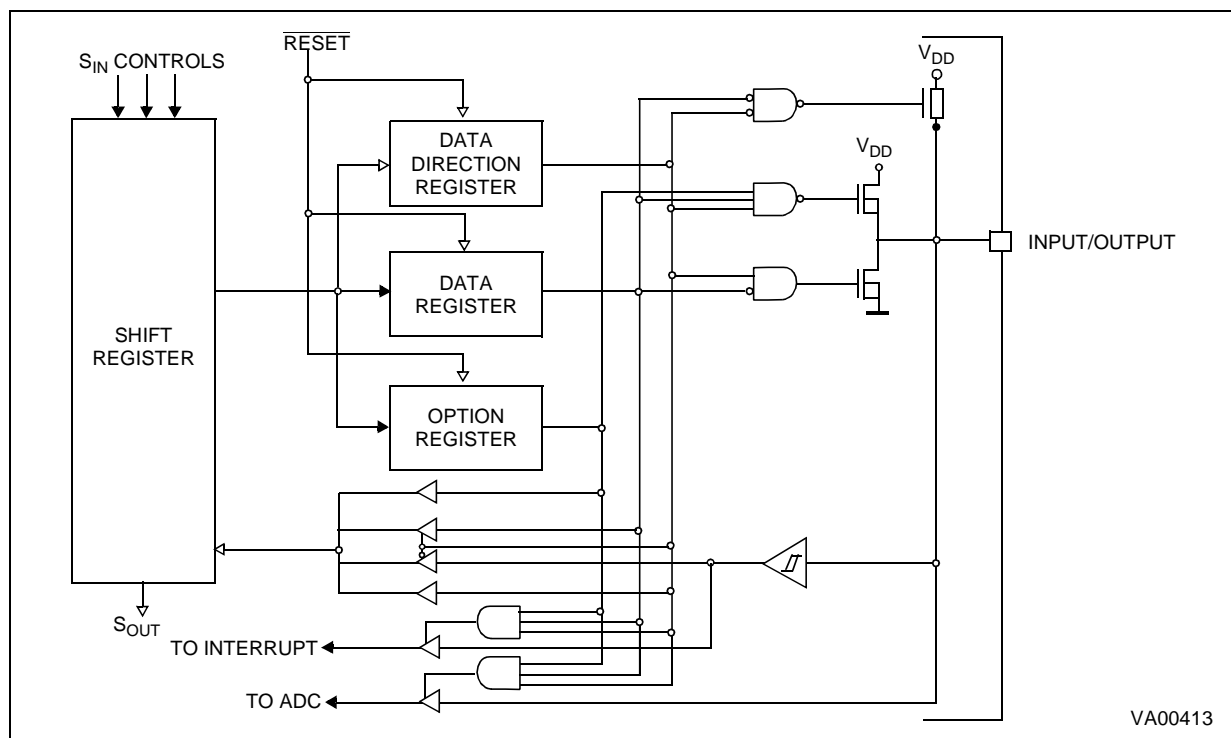 RESET
S_IN CONTROLS
V_DD
DATA
DIRECTION
REGISTER
V_DD
INPUT/OUTPUT
DATA
REGISTER
SHIFT
REGISTER
OPTION
REGISTER
S_OUT
TO INTERRUPT
TO ADC
VA00413